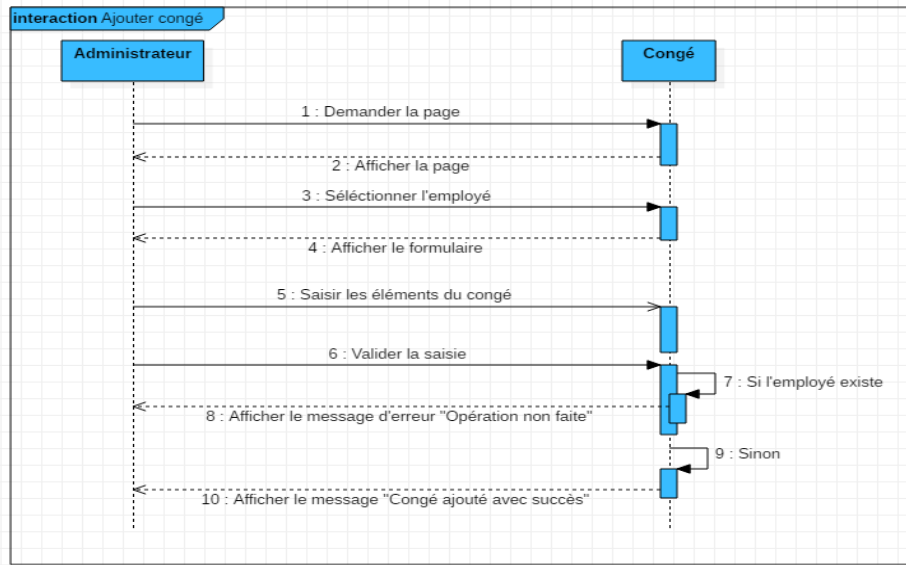 interaction Ajouter congé
Administrateur
Congé
1 : Demander la page
2 : Afficher la page
3 : Séléctionner l'employé
4 : Afficher le formulaire
5 : Saisir les éléments du congé
6 : Valider la saisie
7 : Si l'employé existe
8 : Afficher le message d'erreur "Opération non faite"
9 : Sinon
10 : Afficher le message "Congé ajouté avec succès"